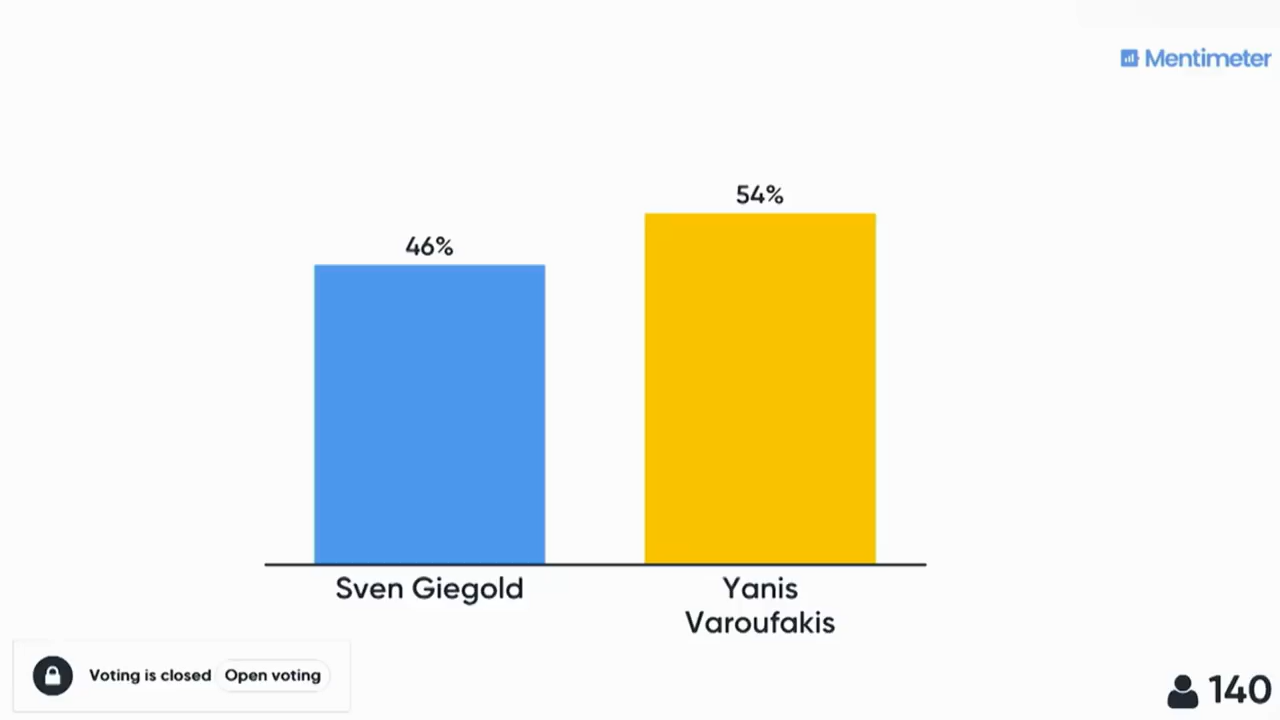 Mentimeter
54%
46%
Sven Giegold
Yanis
Varoufakis
Voting is closed Open voting
140